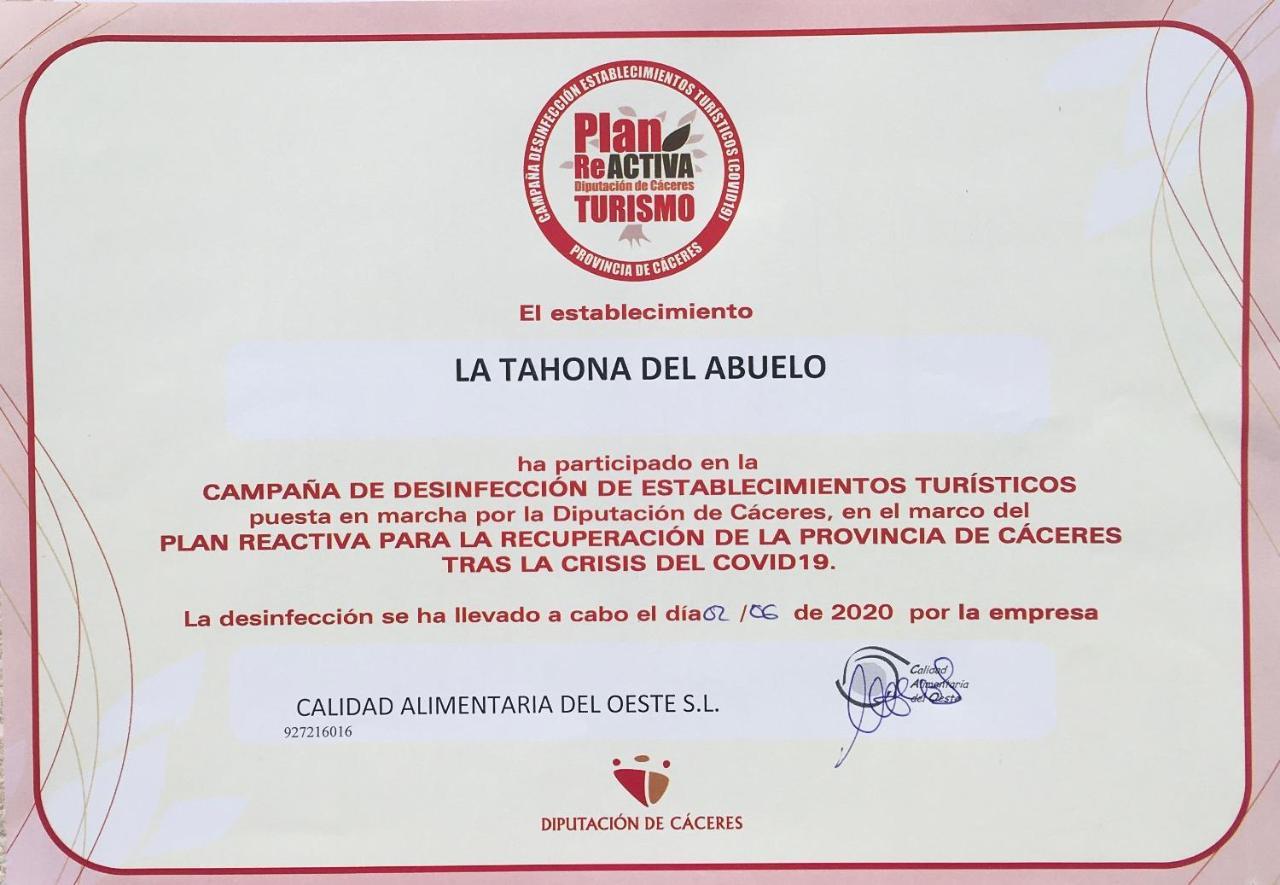 CAMPAÑA DESINFECCIÓN ESTABLECIMIENTOS TURÍSTICOS (COVID19)
Plan
ReACTIVA
Diputación de Cáceres
TURISMO
PROVINCIA DE CÁCERES
El establecimiento
LA TAHONA DEL ABUELO
ha participado en la
CAMPAÑA DE DESINFECCIÓN DE ESTABLECIMIENTOS TURÍSTICOS
puesta en marcha por la Diputación de Cáceres, en el marco del
PLAN REACTIVA PARA LA RECUPERACIÓN DE LA PROVINCIA DE CÁCERES
TRAS LA CRISIS DEL COVID19.
La desinfección se ha llevado a cabo el día 02 /06 de 2020 por la empresa
Calidad
Alimentaria
del Oeste
CALIDAD ALIMENTARIA DEL OESTE S.L.
927216016
DIPUTACIÓN DE CÁCERES